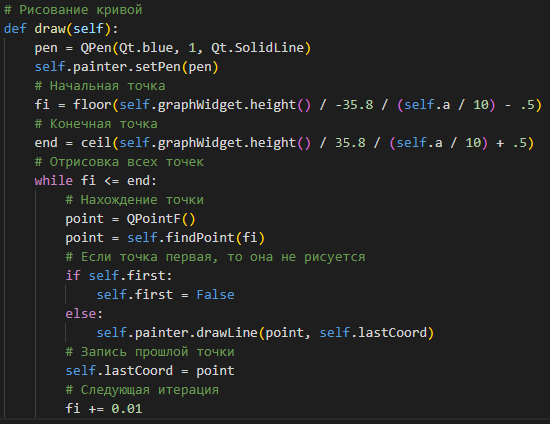 # Рисование кривой
def draw(self):
    pen = QPen(Qt.blue, 1, Qt.SolidLine)
    self.painter.setPen(pen)
    # Начальная точка
    fi = floor(self.graphWidget.height() / -35.8 / (self.a / 10) - .5)
    # Конечная точка
    end = ceil(self.graphWidget.height() / 35.8 / (self.a / 10) + .5)
    # Отрисовка всех точек
    while fi <= end:
        # Нахождение точки
        point = QPointF()
        point = self.findPoint(fi)
        # Если точка первая, то она не рисуется
        if self.first:
            self.first = False
        else:
            self.painter.drawLine(point, self.lastCoord)
        # Запись прошлой точки
        self.lastCoord = point
        # Следующая итерация
        fi += 0.01